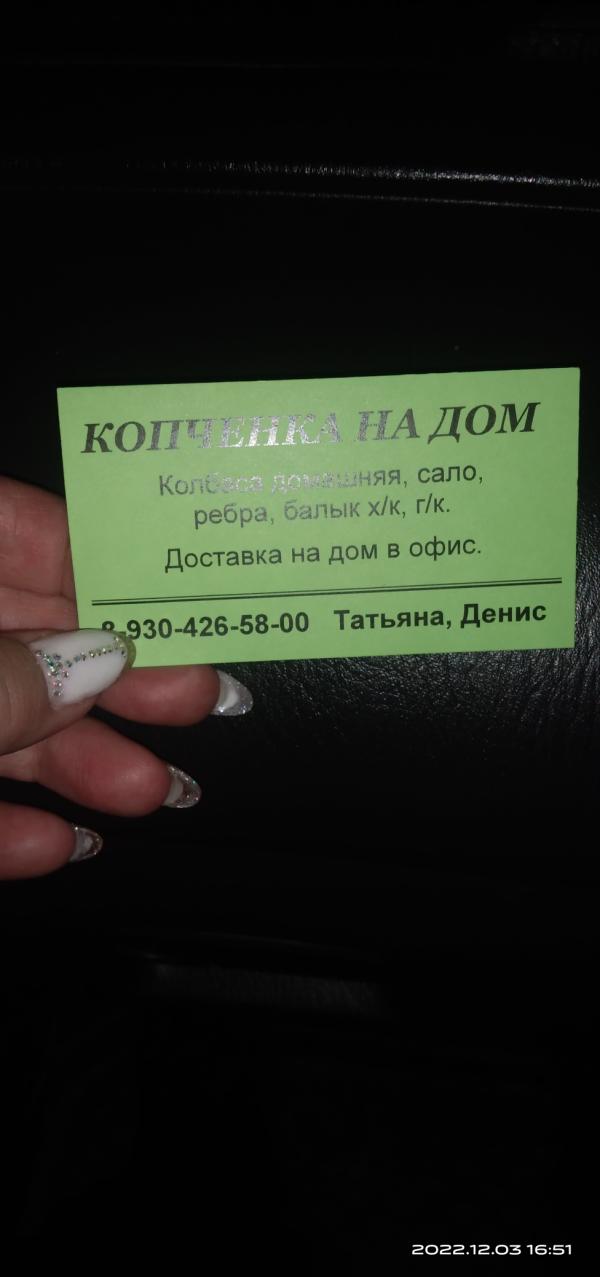 КОПЧЕНКА НА ДОМ
Колбаса домашняя, сало,
ребра, балык х/к, г/к.
Доставка на дом в офис.
8-930-426-58-00 Татьяна, Денис
2022.12.03 16:51